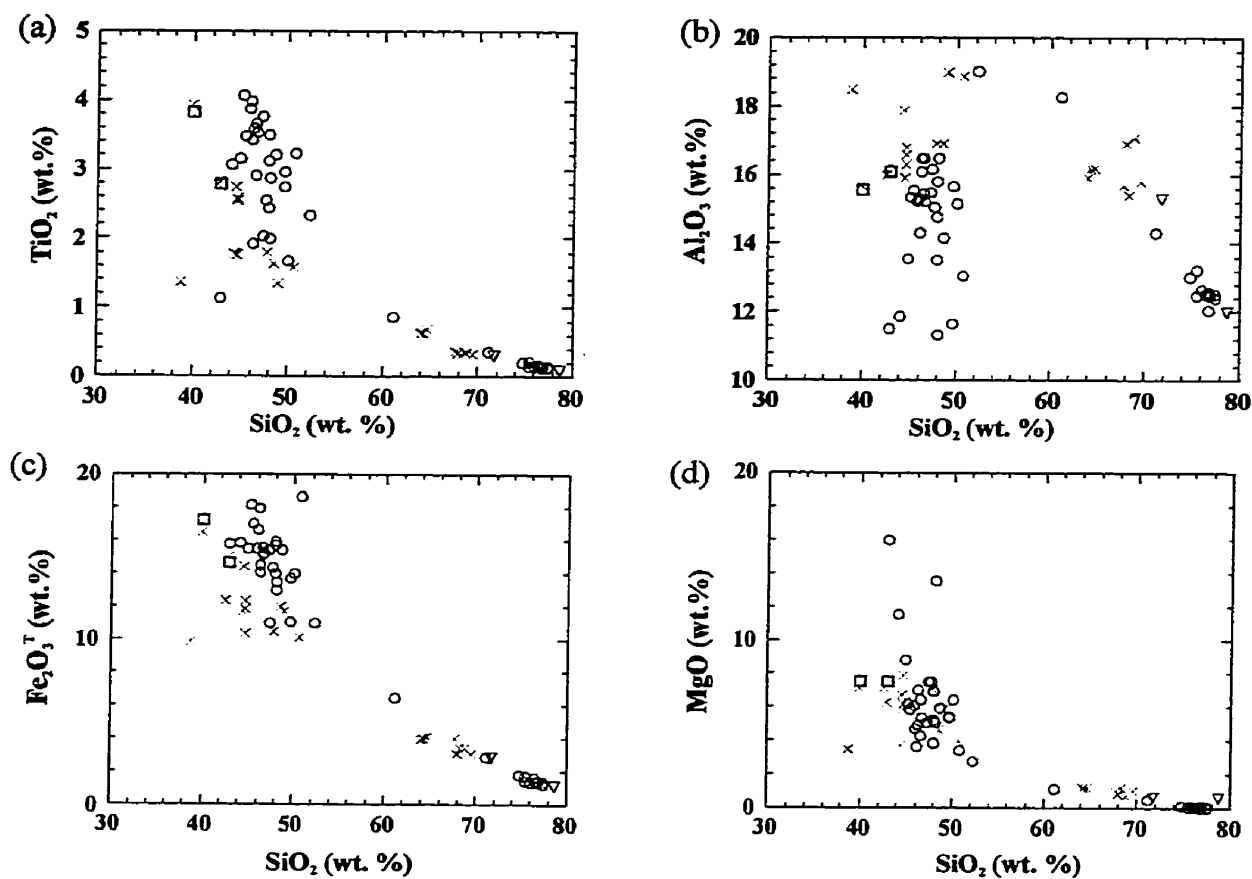 (a)
5
4
3
2
1
0
TiO₂ (wt.%)
30 40 50 60 70 80
SiO₂ (wt. %)
(b)
20
18
16
14
12
10
Al₂O₃ (wt.%)
30 40 50 60 70 80
SiO₂ (wt. %)
(c)
20
10
0
Fe₂O₃ᵀ (wt.%)
30 40 50 60 70 80
SiO₂ (wt. %)
(d)
20
10
0
MgO (wt.%)
30 40 50 60 70 80
SiO₂ (wt. %)